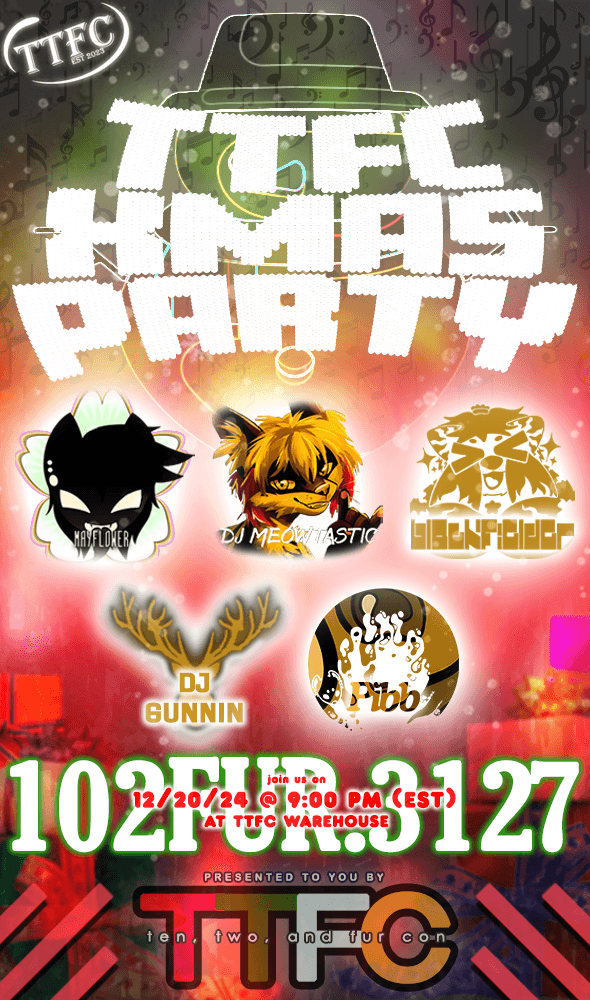 TTFC
EST 2023
TTFC
XMAS
PARTY
MAYFLOWER
DJ MEOWTASTIC
DJ
GUNNIN
Pibb
102FUR.3127
join us on
12/20/24 @ 9:00 PM (EST)
AT TTFC WAREHOUSE
PRESENTED TO YOU BY
TTFC
ten, two, and fur con